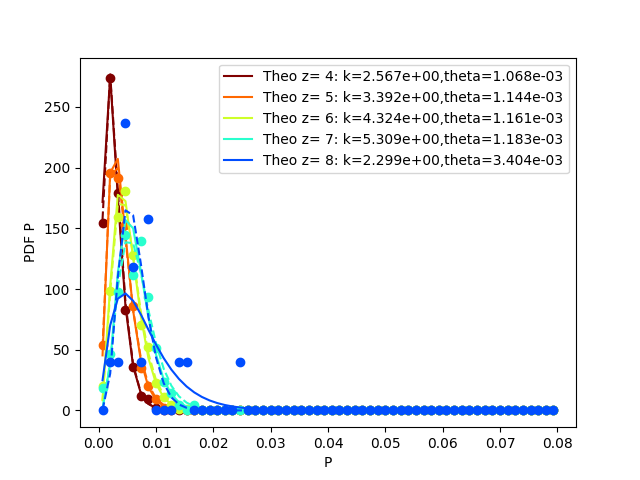 Theo z= 4: k=2.567e+00,theta=1.068e-03
Theo z= 5: k=3.392e+00,theta=1.144e-03
Theo z= 6: k=4.324e+00,theta=1.161e-03
Theo z= 7: k=5.309e+00,theta=1.183e-03
Theo z= 8: k=2.299e+00,theta=3.404e-03
250
200
150
100
50
0
PDF P
0.00 0.01 0.02 0.03 0.04 0.05 0.06 0.07 0.08
P